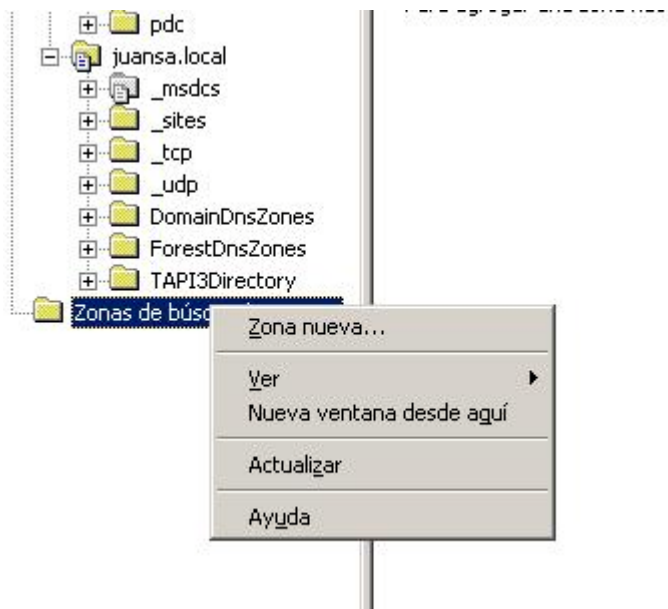 pdc
juansa.local
_msdcs
_sites
_tcp
_udp
DomainDnsZones
ForestDnsZones
TAPI3Directory
Zonas de
Zona nueva...
Ver
Nueva ventana desde aquí
Actualizar
Ayuda